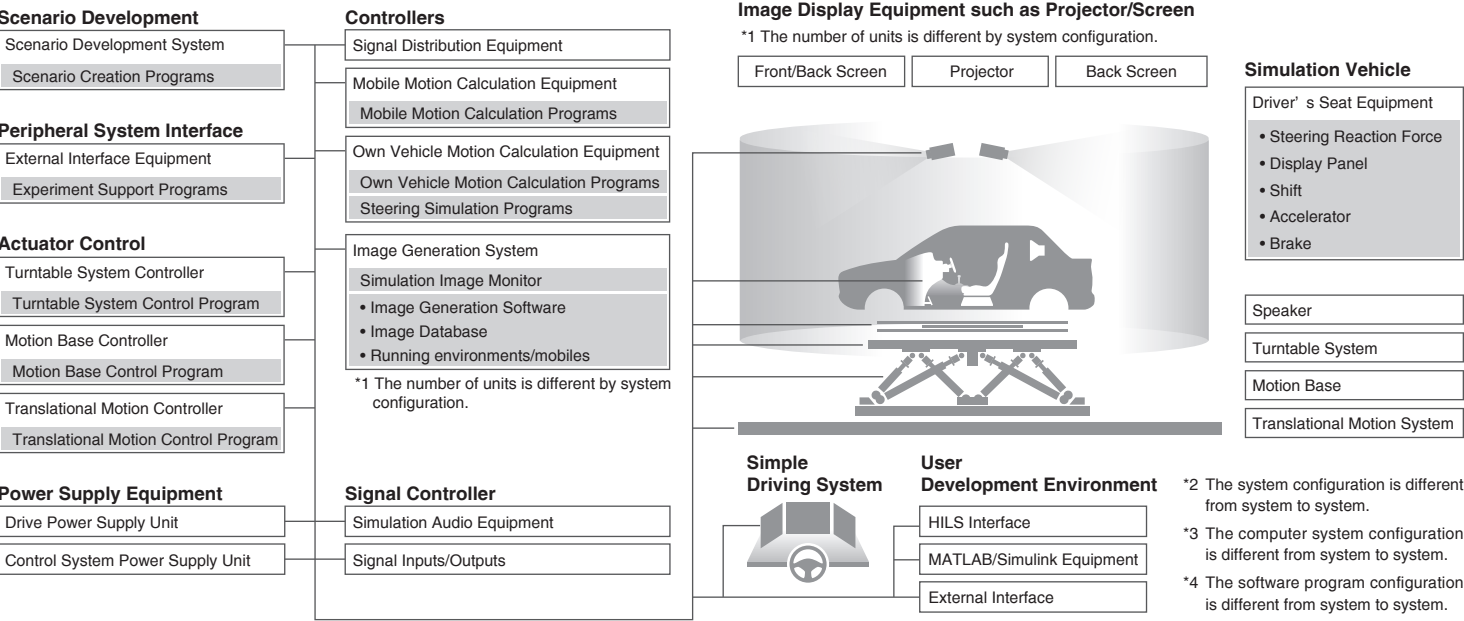 Scenario Development
Scenario Development System
Scenario Creation Programs
Peripheral System Interface
External Interface Equipment
Experiment Support Programs
Actuator Control
Turntable System Controller
Turntable System Control Program
Motion Base Controller
Motion Base Control Program
Translational Motion Controller
Translational Motion Control Program
Power Supply Equipment
Drive Power Supply Unit
Control System Power Supply Unit
Controllers
Signal Distribution Equipment
Mobile Motion Calculation Equipment
Mobile Motion Calculation Programs
Own Vehicle Motion Calculation Equipment
Own Vehicle Motion Calculation Programs
Steering Simulation Programs
Image Generation System
Simulation Image Monitor
• Image Generation Software
• Image Database
• Running environments/mobiles
*1 The number of units is different by system
configuration.
Signal Controller
Simulation Audio Equipment
Signal Inputs/Outputs
Image Display Equipment such as Projector/Screen
*1 The number of units is different by system configuration.
Front/Back Screen
Projector
Back Screen
Simulation Vehicle
Driver’ s Seat Equipment
• Steering Reaction Force
• Display Panel
• Shift
• Accelerator
• Brake
Speaker
Turntable System
Motion Base
Translational Motion System
Simple
Driving System
User
Development Environment
HILS Interface
MATLAB/Simulink Equipment
External Interface
*2 The system configuration is different
from system to system.
*3 The computer system configuration
is different from system to system.
*4 The software program configuration
is different from system to system.